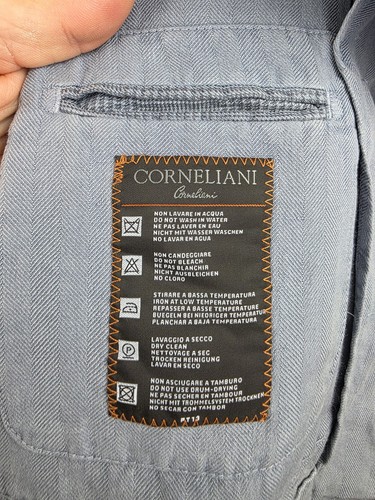 CORNELIANI
Corneliani
NON LAVARE IN ACQUA
DO NOT WASH IN WATER
NE PAS LAVER EN EAU
NICHT MIT WASSER WASCHEN
NO LAVAR EN AGUA
NON CANDEGGIARE
DO NOT BLEACH
NE PAS BLANCHIR
NICHT AUSBLEICHEN
NO CLORO
STIRARE A BASSA TEMPERATURA
IRON AT LOW TEMPERATURE
REPASSER A BASSE TEMPERATURE
BUEGELN BEI NIEDRIGER TEMPERATUR
PLANCHAR A BAJA TEMPERATURA
P
LAVAGGIO A SECCO
DRY CLEAN
NETTOYAGE A SEC
TROCKEN REINIGUNG
LAVAR EN SECO
NON ASCIUGARE A TAMBURO
DO NOT USE DRUM-DRYING
NE PAS SECHER EN TAMBOUR
NICHT MIT TROMMELSYSTEM TROCKNEN
NO SEGAR CON TAMBOR